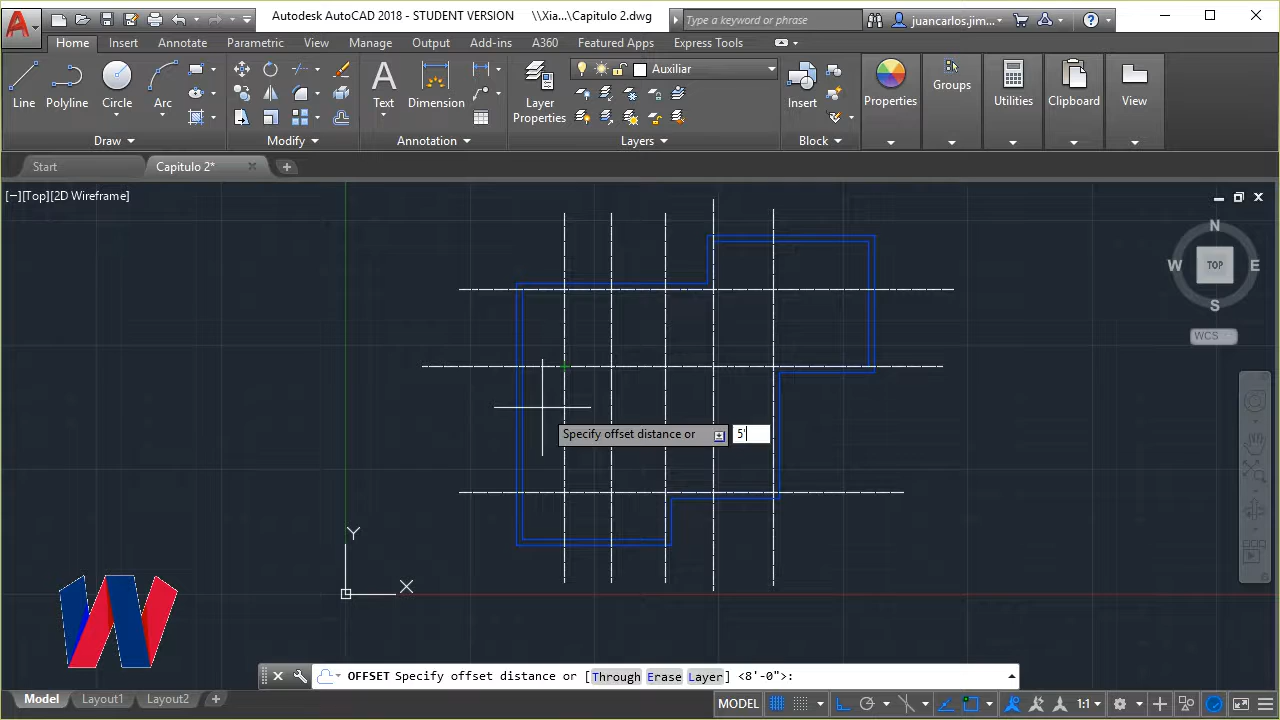 Autodesk AutoCAD 2018 - STUDENT VERSION \\Xia...\Capitulo 2.dwg
Type a keyword or phrase
juancarlos.jim...
Home Insert Annotate Parametric View Manage Output Add-ins A360 Featured Apps Express Tools
Auxiliar
Line Polyline Circle Arc Text Dimension Layer Properties Insert Properties Groups Utilities Clipboard View
Draw Modify Annotation Layers Block
Start Capitulo 2*
[−][Top][2D Wireframe]
N
W TOP E
S
WCS
Specify offset distance or 5'
Y
X
OFFSET Specify offset distance or [Through Erase Layer] <8'-0">:
Model Layout1 Layout2
MODEL 1:1